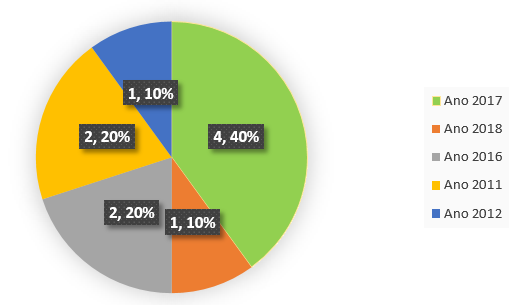 1, 10%
4, 40%
2, 20%
2, 20%
1, 10%
Ano 2017
Ano 2018
Ano 2016
Ano 2011
Ano 2012